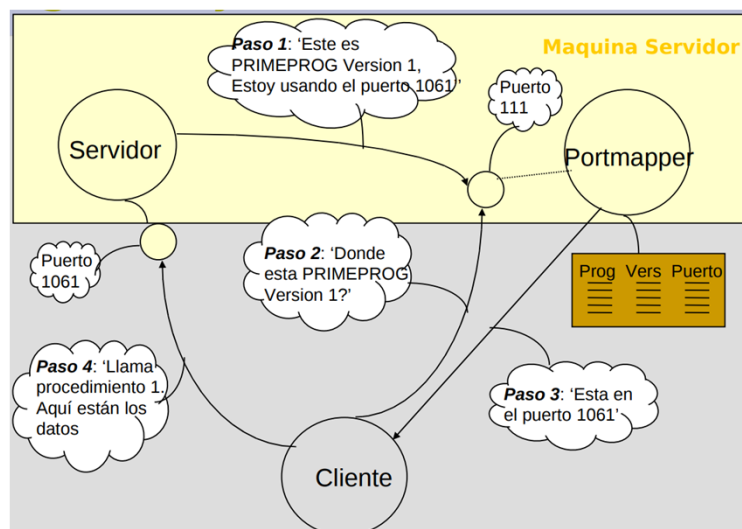 Paso 1: ‘Este es
PRIMEPROG Version 1,
Estoy usando el puerto 1061’’
Maquina Servidor
Puerto
111
Servidor
Portmapper
Paso 2: ‘Donde
esta PRIMEPROG
Version 1?’
Puerto
1061
Prog Vers Puerto
Paso 4: ‘Llama
procedimiento 1.
Aquí están los
datos
Paso 3: ‘Esta en
el puerto 1061’
Cliente